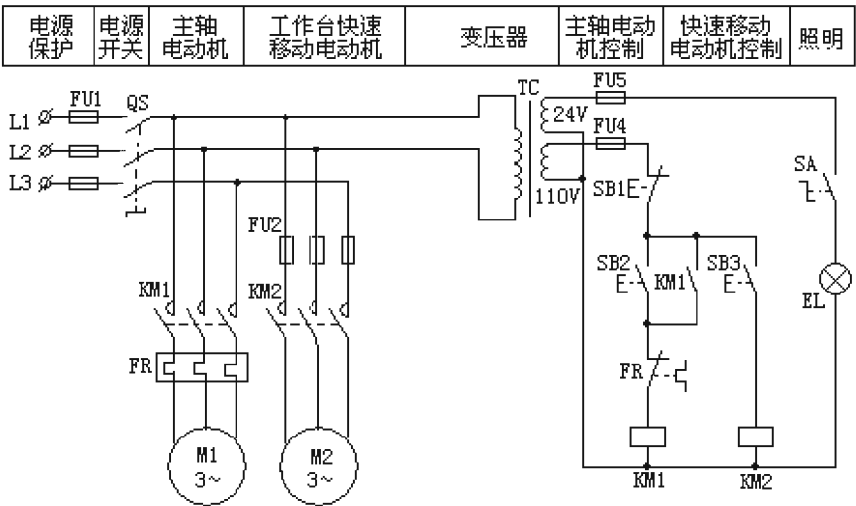 电源保护
电源开关
主轴电动机
工作台快速移动电动机
变压器
主轴电动机控制
快速移动电动机控制
照明
L1
FU1
QS
L2
L3
TC
FU5
24V
FU4
110V
SB1
SA
FU2
KM1
KM2
SB2
KM1
SB3
EL
FR
FR
M1
3~
M2
3~
KM1
KM2